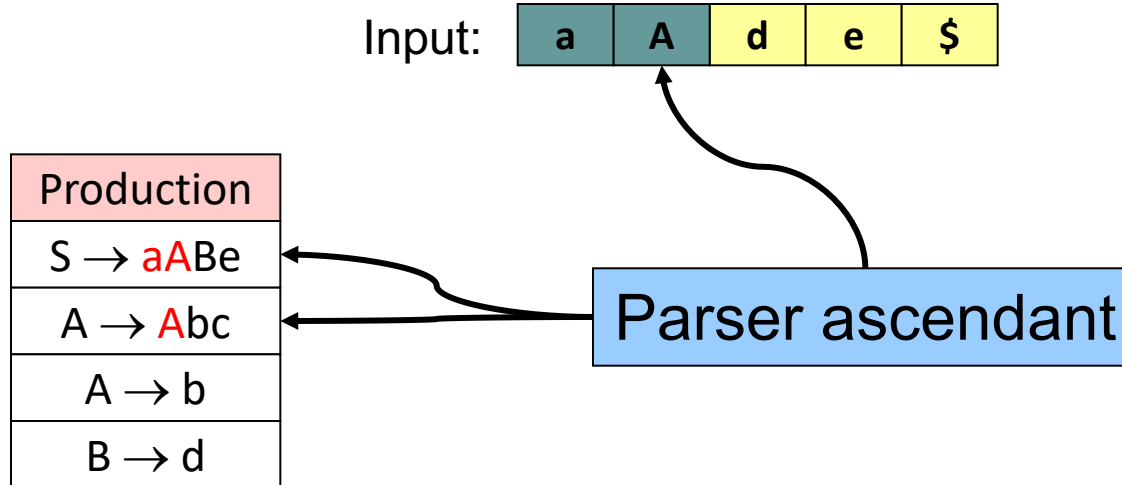 Input: a A d e $
Production
S → aABe
A → Abc
A → b
B → d
Parser ascendant